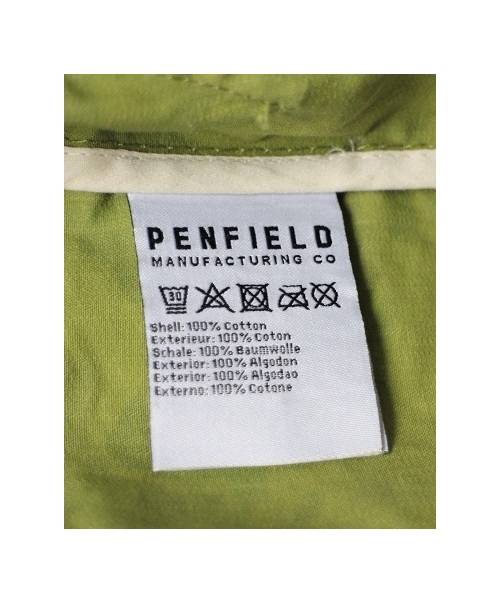 PENFIELD
MANUFACTURING CO
30
Shell: 100% Cotton
Exterieur: 100% Coton
Schale: 100% Baumwolle
Exterior: 100% Algodon
Exterior: 100% Algodao
Externo: 100% Cotone